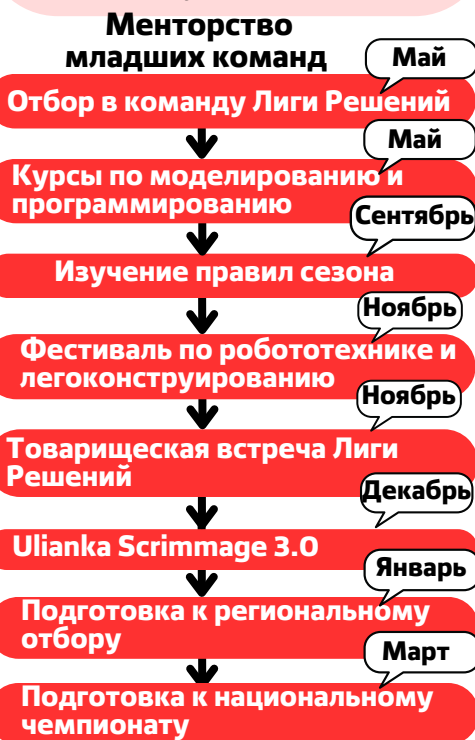 Менторство
младших команд
Май
Отбор в команду Лиги Решений
Май
Курсы по моделированию и
программированию
Сентябрь
Изучение правил сезона
Ноябрь
Фестиваль по робототехнике и
легоконструированию
Ноябрь
Товарищеская встреча Лиги
Решений
Декабрь
Ulianka Scrimmage 3.0
Январь
Подготовка к региональному
отбору
Март
Подготовка к национальному
чемпионату